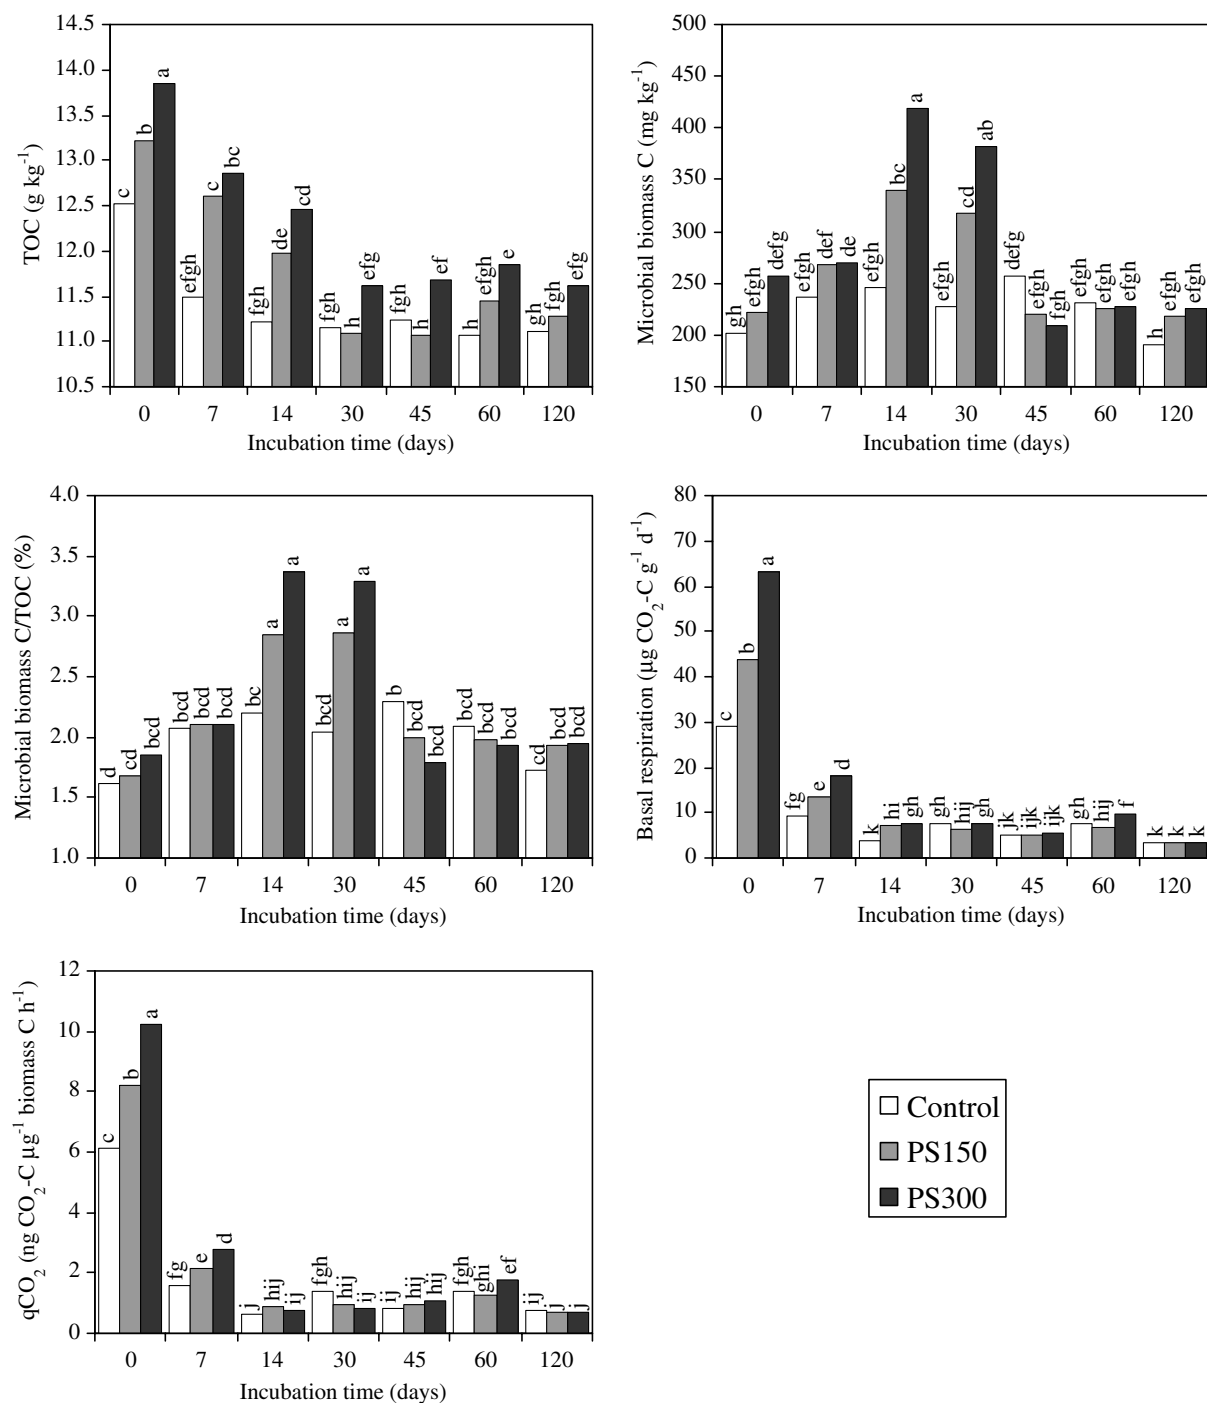 TOC (g kg⁻¹)
14.5
14.0
13.5
13.0
12.5
12.0
11.5
11.0
10.5
c b a
efgh c bc
fgh de cd
fgh h efg
fgh h ef
h efgh e
gh fgh efg
0 7 14 30 45 60 120
Incubation time (days)
Microbial biomass C (mg kg⁻¹)
500
450
400
350
300
250
200
150
gh efgh defg
efgh def de
efgh bc a
efgh cd ab
defg efgh fgh
efgh efgh efgh
h efgh efgh
0 7 14 30 45 60 120
Incubation time (days)
Microbial biomass C/TOC (%)
4.0
3.5
3.0
2.5
2.0
1.5
1.0
d cd bcd
bcd bcd bcd
bc a a
bcd a a
b bcd bcd
bcd bcd bcd
cd bcd bcd
0 7 14 30 45 60 120
Incubation time (days)
Basal respiration (µg CO₂-C g⁻¹ d⁻¹)
80
70
60
50
40
30
20
10
0
c b a
fg e d
k hi gh
gh hij gh
jk ijk ijk
gh hij f
k k k
0 7 14 30 45 60 120
Incubation time (days)
qCO₂ (ng CO₂-C µg⁻¹ biomass C h⁻¹)
12
10
8
6
4
2
0
c b a
fg e d
j hij ij
fgh hij ij
ij hij hij
fgh ghi ef
ij j j
0 7 14 30 45 60 120
Incubation time (days)
Control
PS150
PS300